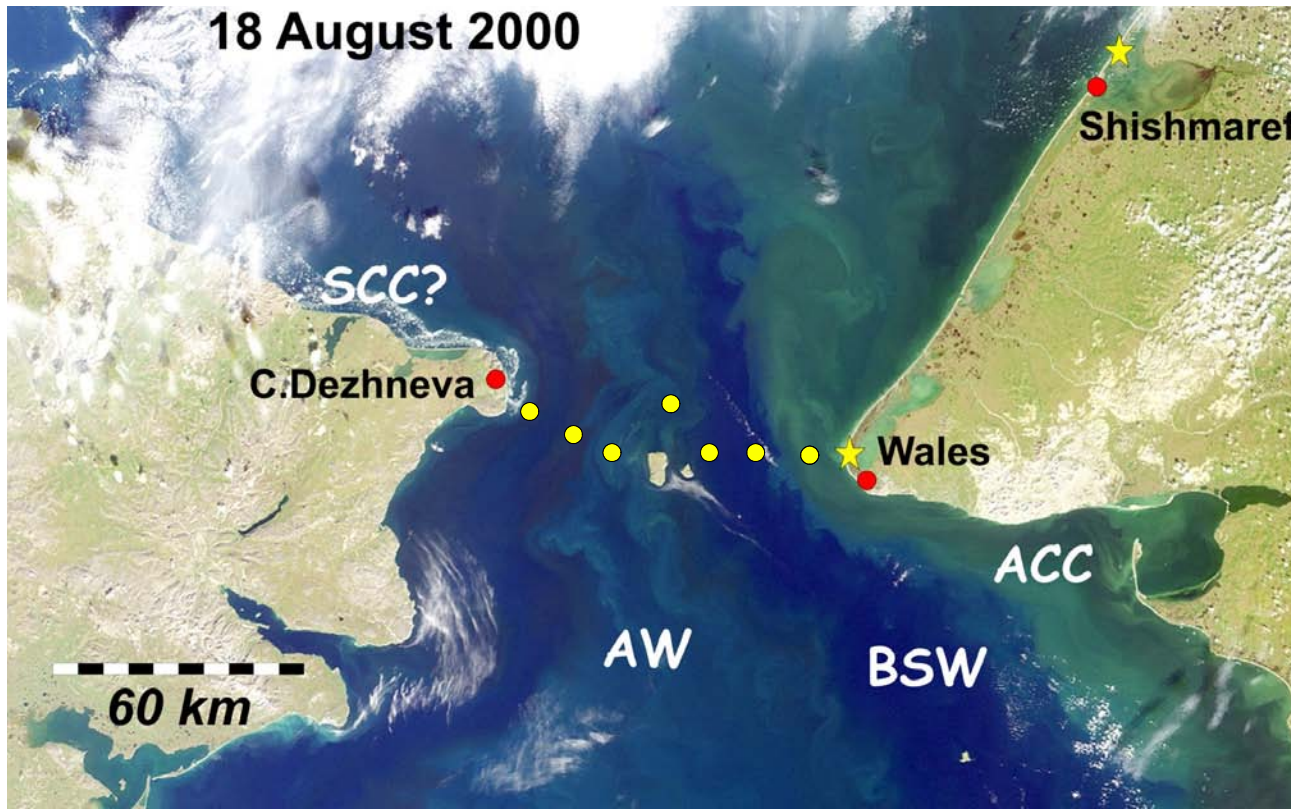 18 August 2000
Shishmaref
SCC?
C.Dezhneva
Wales
ACC
AW
BSW
60 km